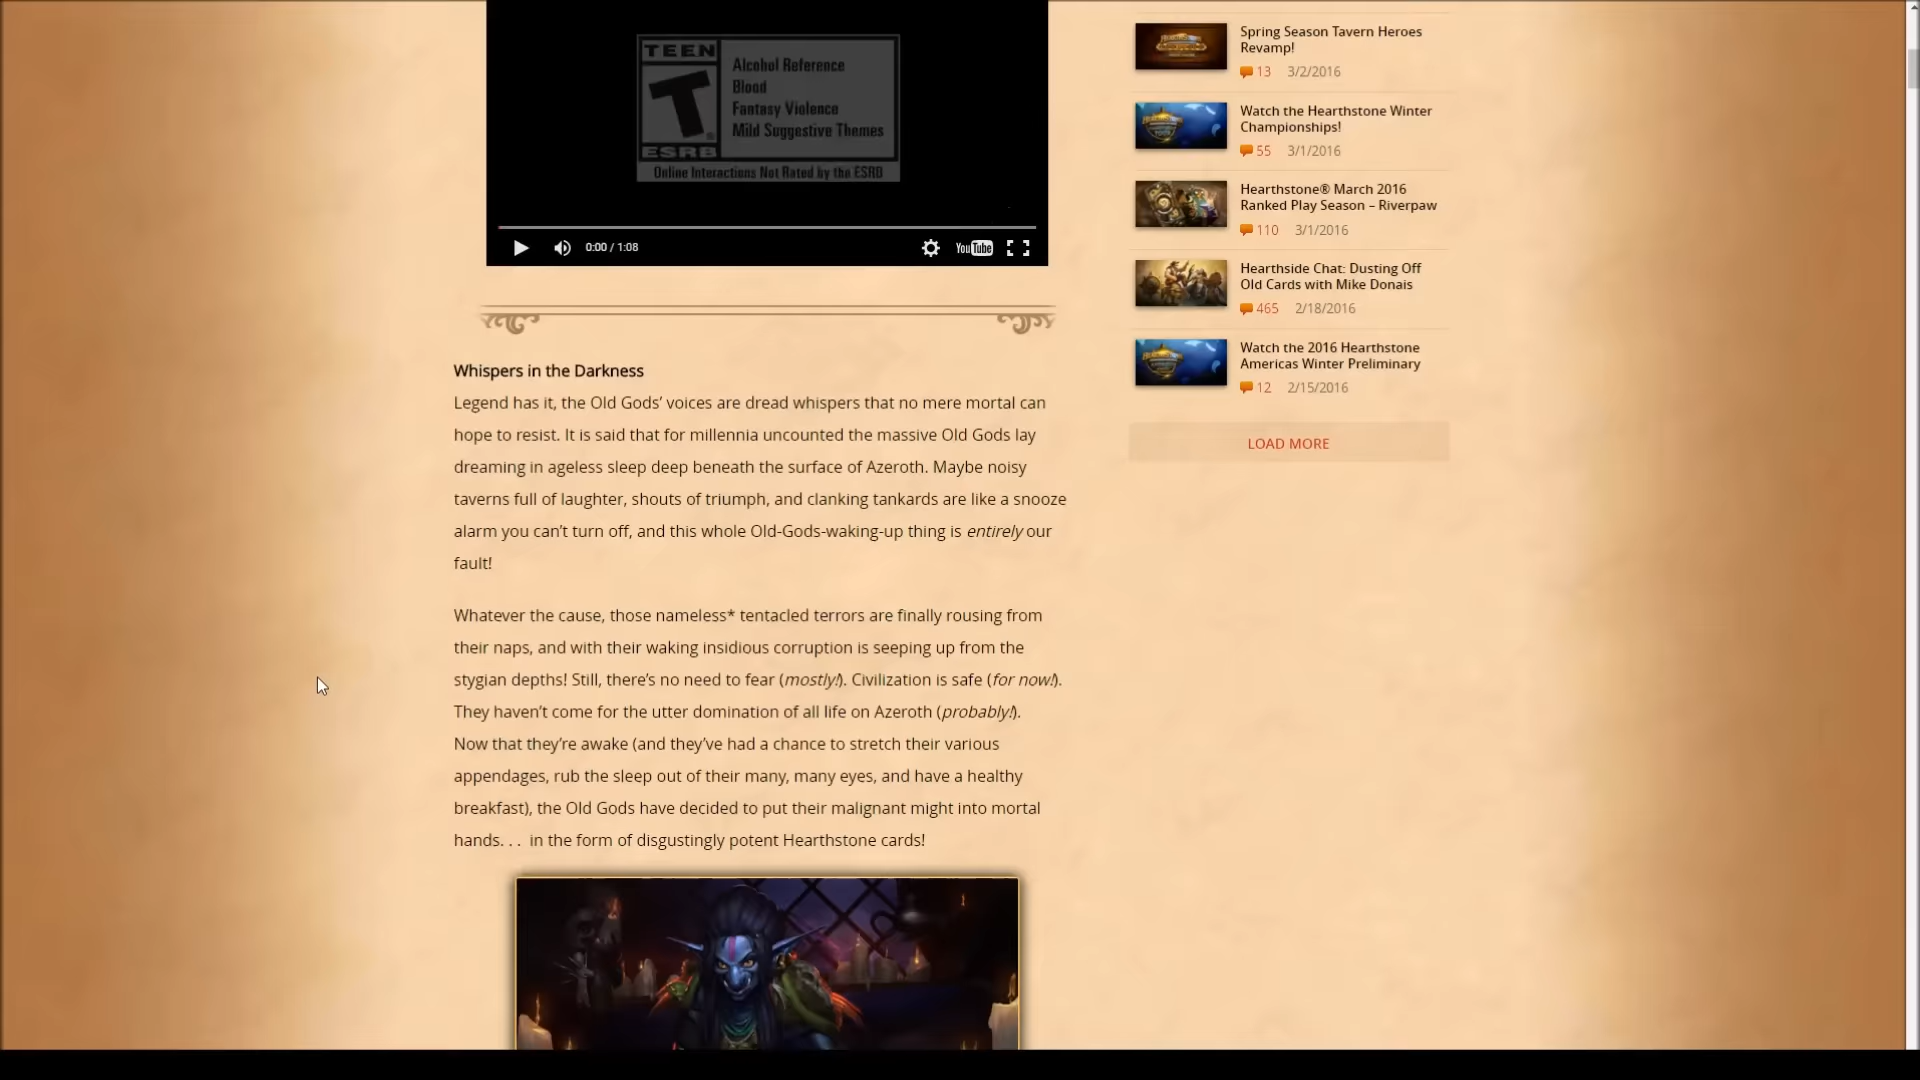 TEEN
T
ESRB
Alcohol Reference
Blood
Fantasy Violence
Mild Suggestive Themes
Online Interactions Not Rated by the ESRB
0:00 / 1:08
YouTube
Whispers in the Darkness
Legend has it, the Old Gods’ voices are dread whispers that no mere mortal can
hope to resist. It is said that for millennia uncounted the massive Old Gods lay
dreaming in ageless sleep deep beneath the surface of Azeroth. Maybe noisy
taverns full of laughter, shouts of triumph, and clanking tankards are like a snooze
alarm you can’t turn off, and this whole Old-Gods-waking-up thing is entirely our
fault!
Whatever the cause, those nameless* tentacled terrors are finally rousing from
their naps, and with their waking insidious corruption is seeping up from the
stygian depths! Still, there’s no need to fear (mostly!). Civilization is safe (for now!).
They haven’t come for the utter domination of all life on Azeroth (probably!).
Now that they’re awake (and they’ve had a chance to stretch their various
appendages, rub the sleep out of their many, many eyes, and have a healthy
breakfast), the Old Gods have decided to put their malignant might into mortal
hands. . .  in the form of disgustingly potent Hearthstone cards!
Spring Season Tavern Heroes
Revamp!
13 3/2/2016
Watch the Hearthstone Winter
Championships!
55 3/1/2016
Hearthstone® March 2016
Ranked Play Season – Riverpaw
110 3/1/2016
Hearthside Chat: Dusting Off
Old Cards with Mike Donais
465 2/18/2016
Watch the 2016 Hearthstone
Americas Winter Preliminary
12 2/15/2016
LOAD MORE